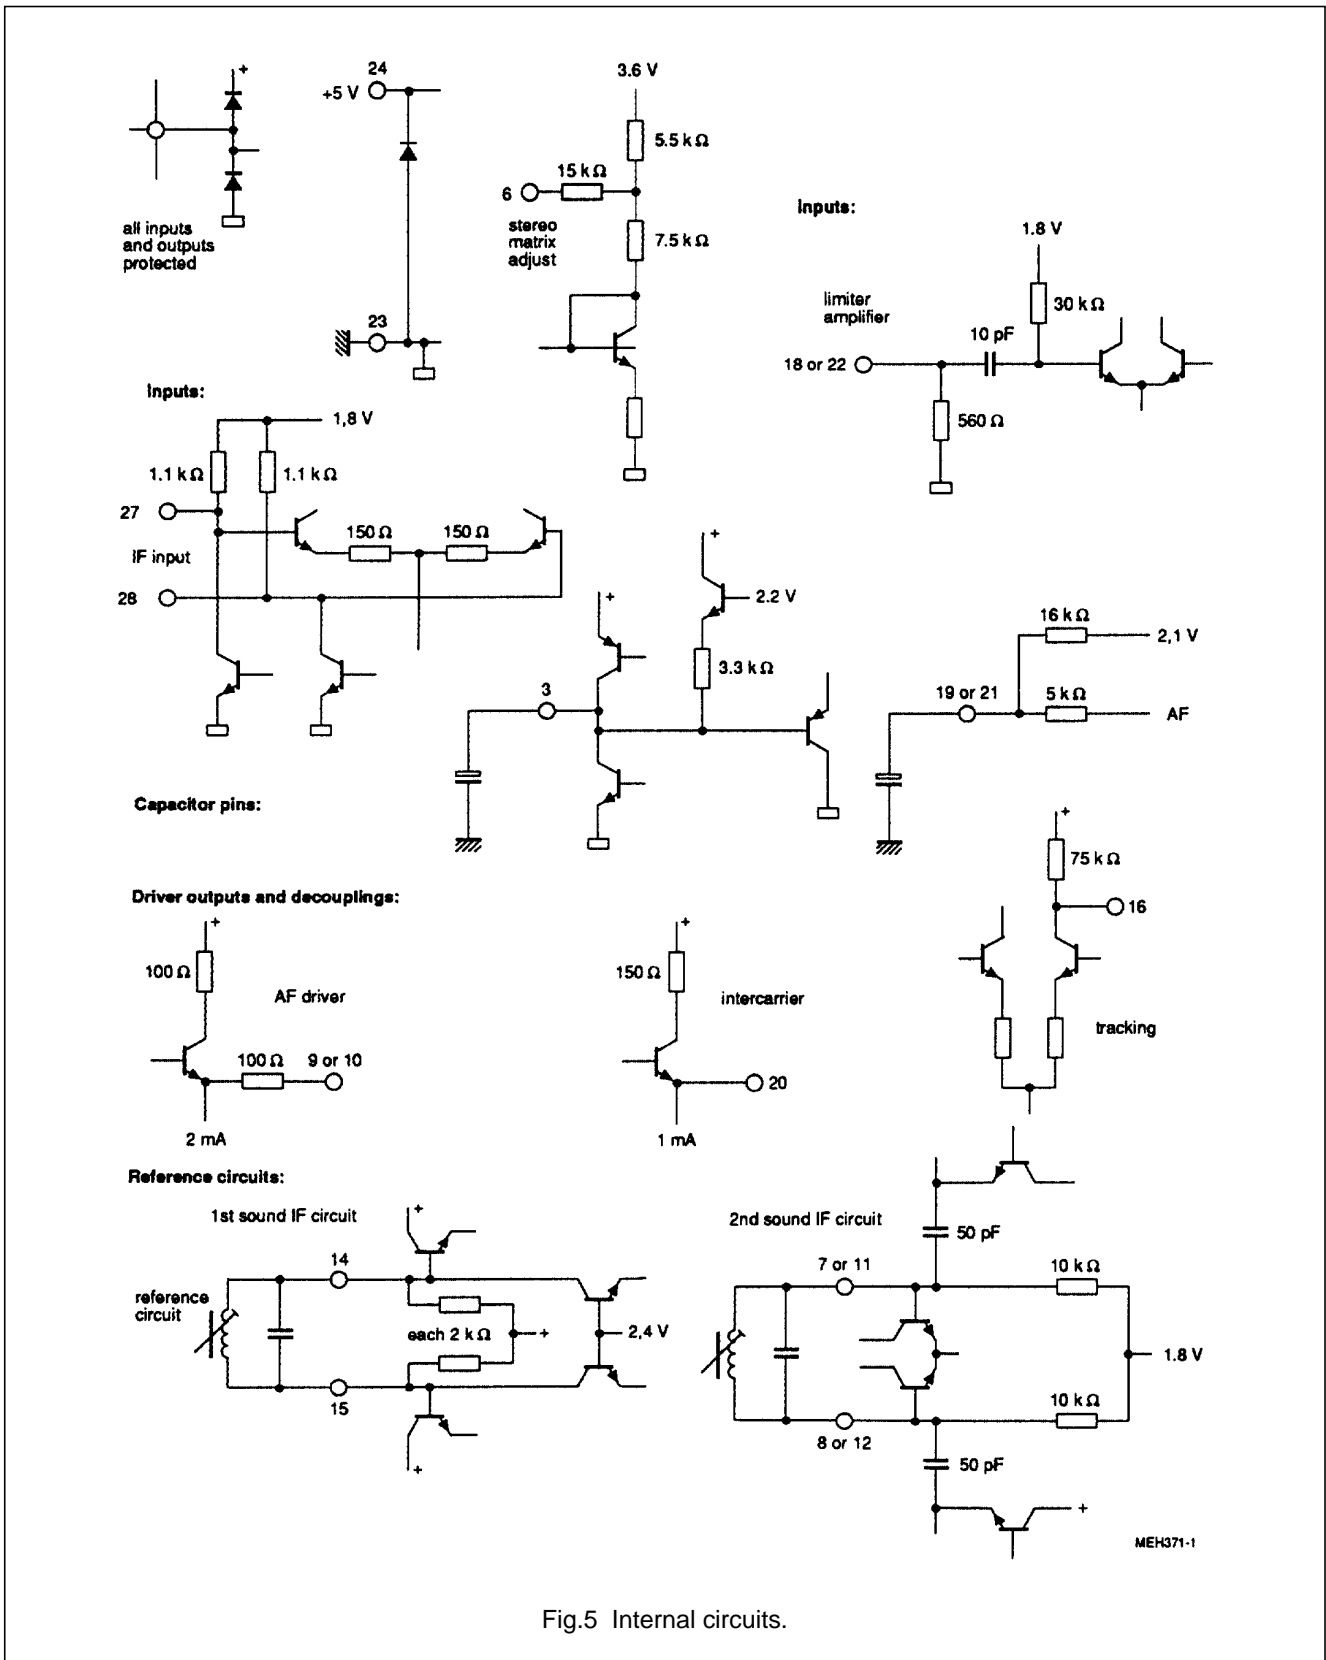 +
24
+5 V
3.6 V
5.5 kΩ
15 kΩ
6
stereo
matrix
adjust
7.5 kΩ
all inputs
and outputs
protected
23
Inputs:
1.8 V
limiter
amplifier
30 kΩ
10 pF
18 or 22
560 Ω
Inputs:
1,8 V
1.1 kΩ
1.1 kΩ
27
150 Ω
150 Ω
IF input
28
+
+
2.2 V
3.3 kΩ
3
16 kΩ
2,1 V
19 or 21
5 kΩ
AF
Capacitor pins:
+
75 kΩ
16
tracking
Driver outputs and decouplings:
+
100 Ω
AF driver
100 Ω
9 or 10
2 mA
+
150 Ω
intercarrier
20
1 mA
Reference circuits:
1st sound IF circuit
+
14
reference
circuit
each 2 kΩ
+
2,4 V
15
+
2nd sound IF circuit
50 pF
7 or 11
10 kΩ
1.8 V
10 kΩ
8 or 12
50 pF
+
MEH371-1
Fig.5 Internal circuits.